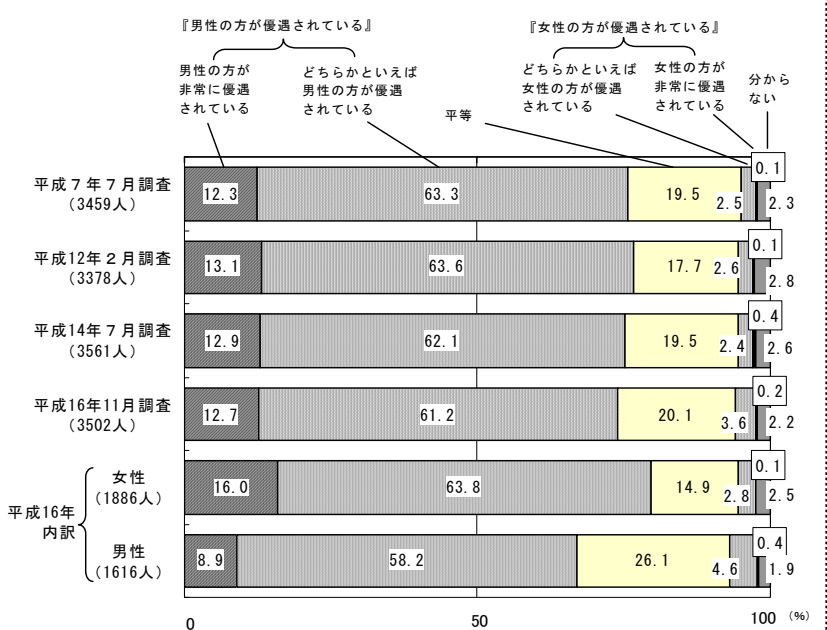 『男性の方が優遇されている』
『女性の方が優遇されている』
男性の方が
非常に優遇
されている
どちらかといえば
男性の方が優遇
されている
平等
どちらかといえば
女性の方が優遇
されている
女性の方が
非常に優遇
されている
分から
ない
平成７年７月調査
（3459人）
12.3
63.3
19.5
2.5
0.1
2.3
平成12年２月調査
（3378人）
13.1
63.6
17.7
2.6
0.1
2.8
平成14年７月調査
（3561人）
12.9
62.1
19.5
2.4
0.4
2.6
平成16年11月調査
（3502人）
12.7
61.2
20.1
3.6
0.2
2.2
平成16年
内訳
女性
（1886人）
16.0
63.8
14.9
2.8
0.1
2.5
男性
（1616人）
8.9
58.2
26.1
4.6
0.4
1.9
0
50
100
（%）